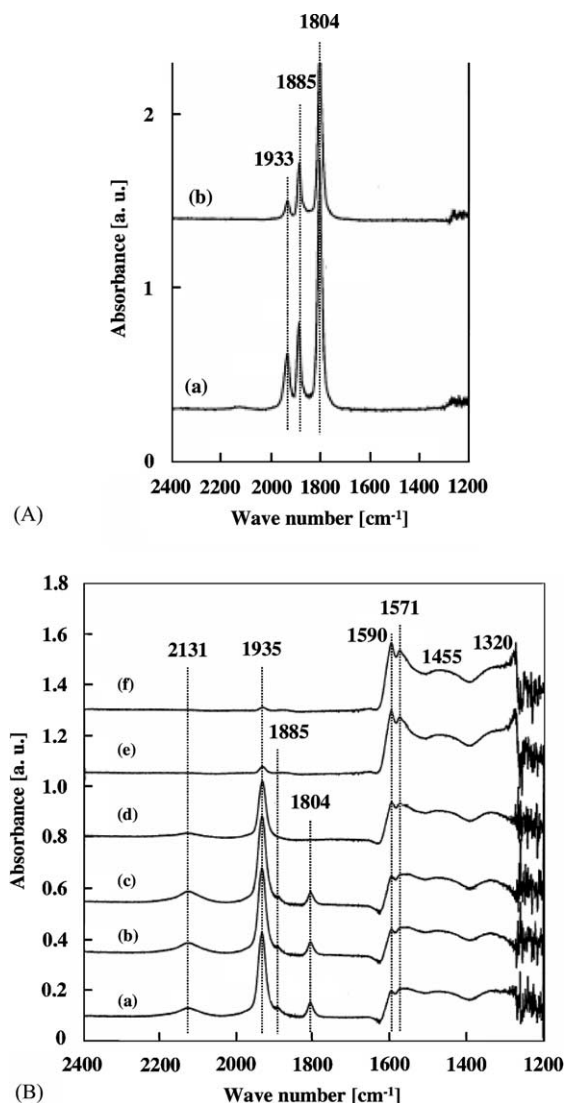 1804
1885
1933
2
(b)
1
(a)
0
Absorbance [a. u.]
2400 2200 2000 1800 1600 1400 1200
Wave number [cm-1]
(A)
1.8
1571
1590
2131 1935 1455 1320
1.6
(f)
1885
1.4
1.2
(e)
1804
1.0
(d)
0.8
0.6
(c)
0.4
(b)
0.2
(a)
0
Absorbance [a. u.]
2400 2200 2000 1800 1600 1400 1200
Wave number [cm-1]
(B)